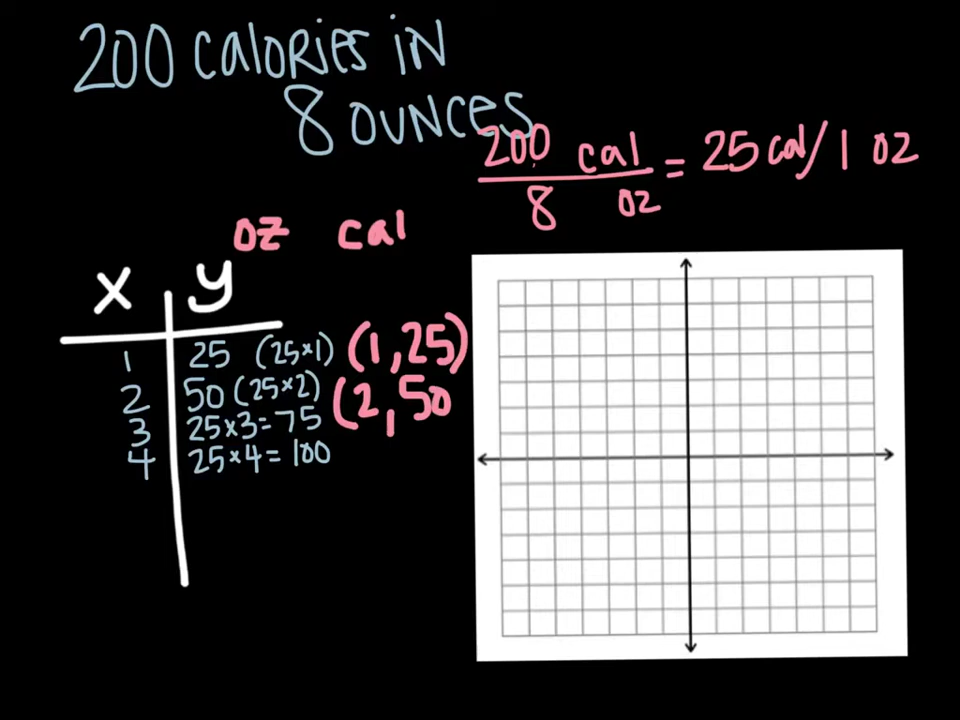 200 CALORIES IN
8 OUNCES
200 cal / 8 oz = 25 cal/ 1 oz
oz cal
x y
1 25 (25×1) (1,25)
2 50 (25×2) (2,50
3 25×3=75
4 25×4=100